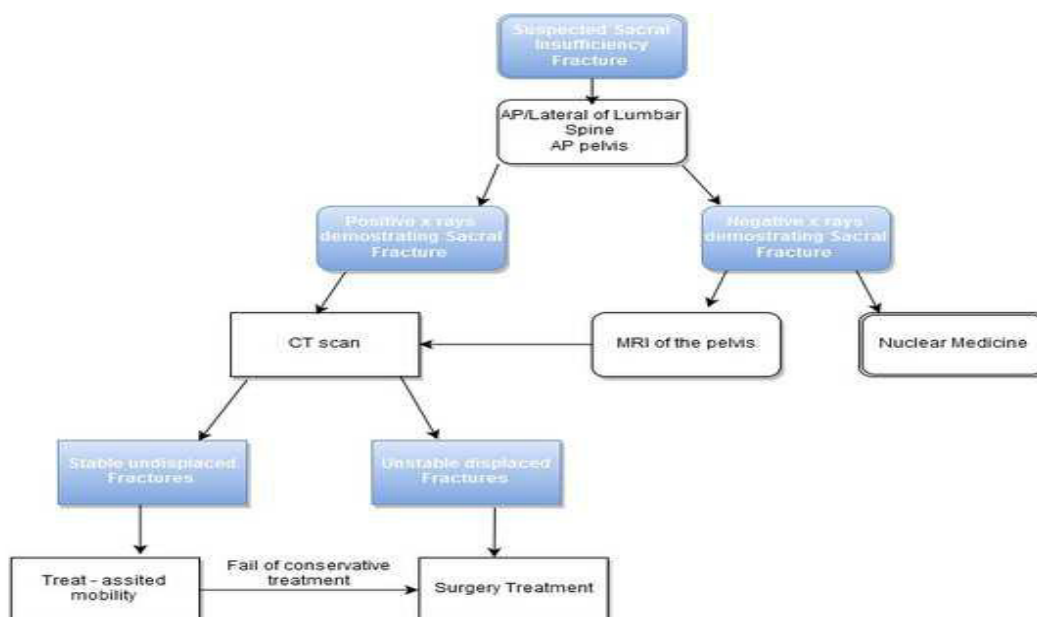 Suspected Sacral
Insufficiency
Fracture
AP/Lateral of Lumbar
Spine
AP pelvis
Positive x rays
demostrating Sacral
Fracture
Negative x rays
demostrating Sacral
Fracture
CT scan
MRI of the pelvis
Nuclear Medicine
Stable undisplaced
Fractures
Unstable displaced
Fractures
Treat - assited
mobility
Fail of conservative
treatment
Surgery Treatment